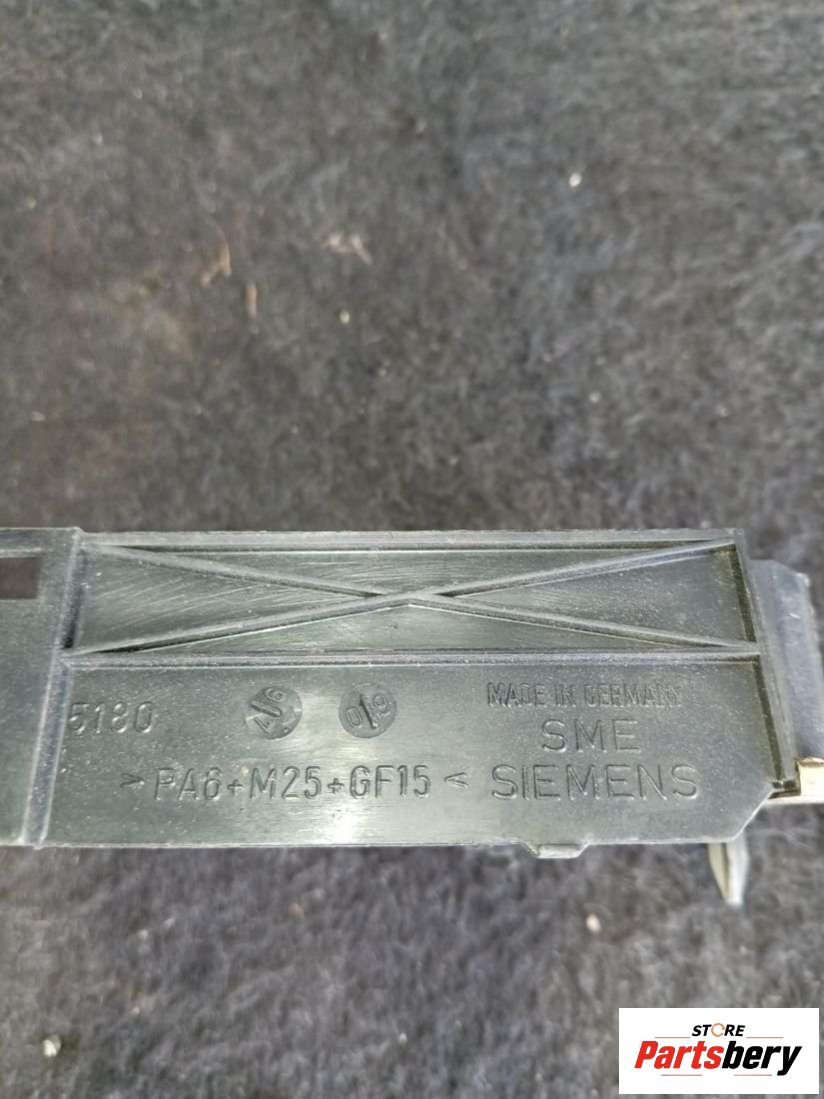 MADE IN GERMANY
5180
SME
>PA6+M25+GF15<
SIEMENS
STORE
Partsbery